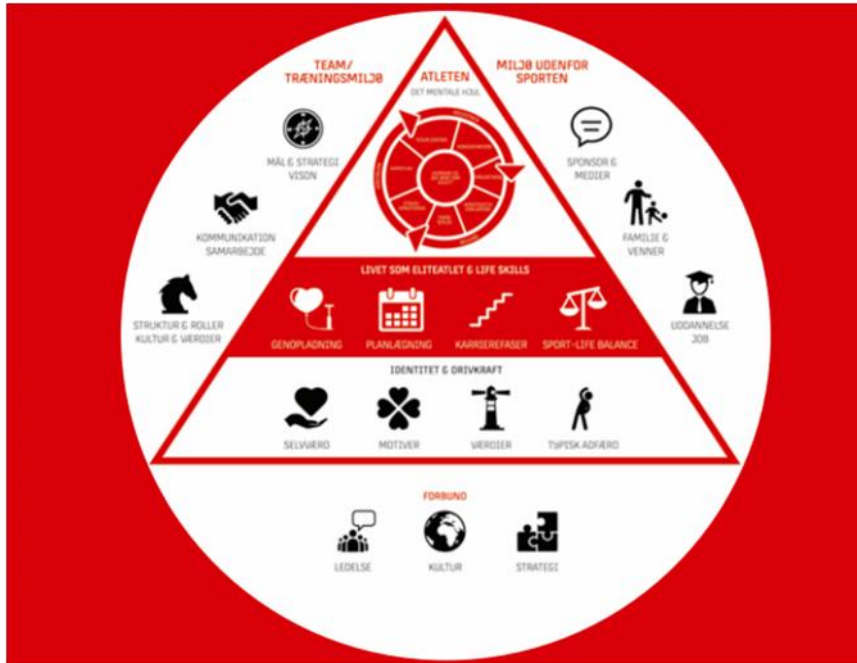 TEAM/
TRÆNINGSMILJØ
ATLETEN
DET MENTALE HJUL
MILJØ UDENFOR
SPORTEN
MÅL & STRATEGI
VISON
KOMMUNIKATION
SAMARBEJDE
STRUKTUR & ROLLER
KULTUR & VÆRDIER
SPONSOR &
MEDIER
FAMILIE &
VENNER
UDDANNELSE
JOB
LIVET SOM ELITEATLET & LIFE SKILLS
GENOPLADNING
PLANLÆGNING
KARRIEREFASER
SPORT-LIFE BALANCE
IDENTITET & DRIVKRAFT
SELVVÆRD
MOTIVER
VÆRDIER
TYPISK ADFÆRD
FORBUND
LEDELSE
KULTUR
STRATEGI